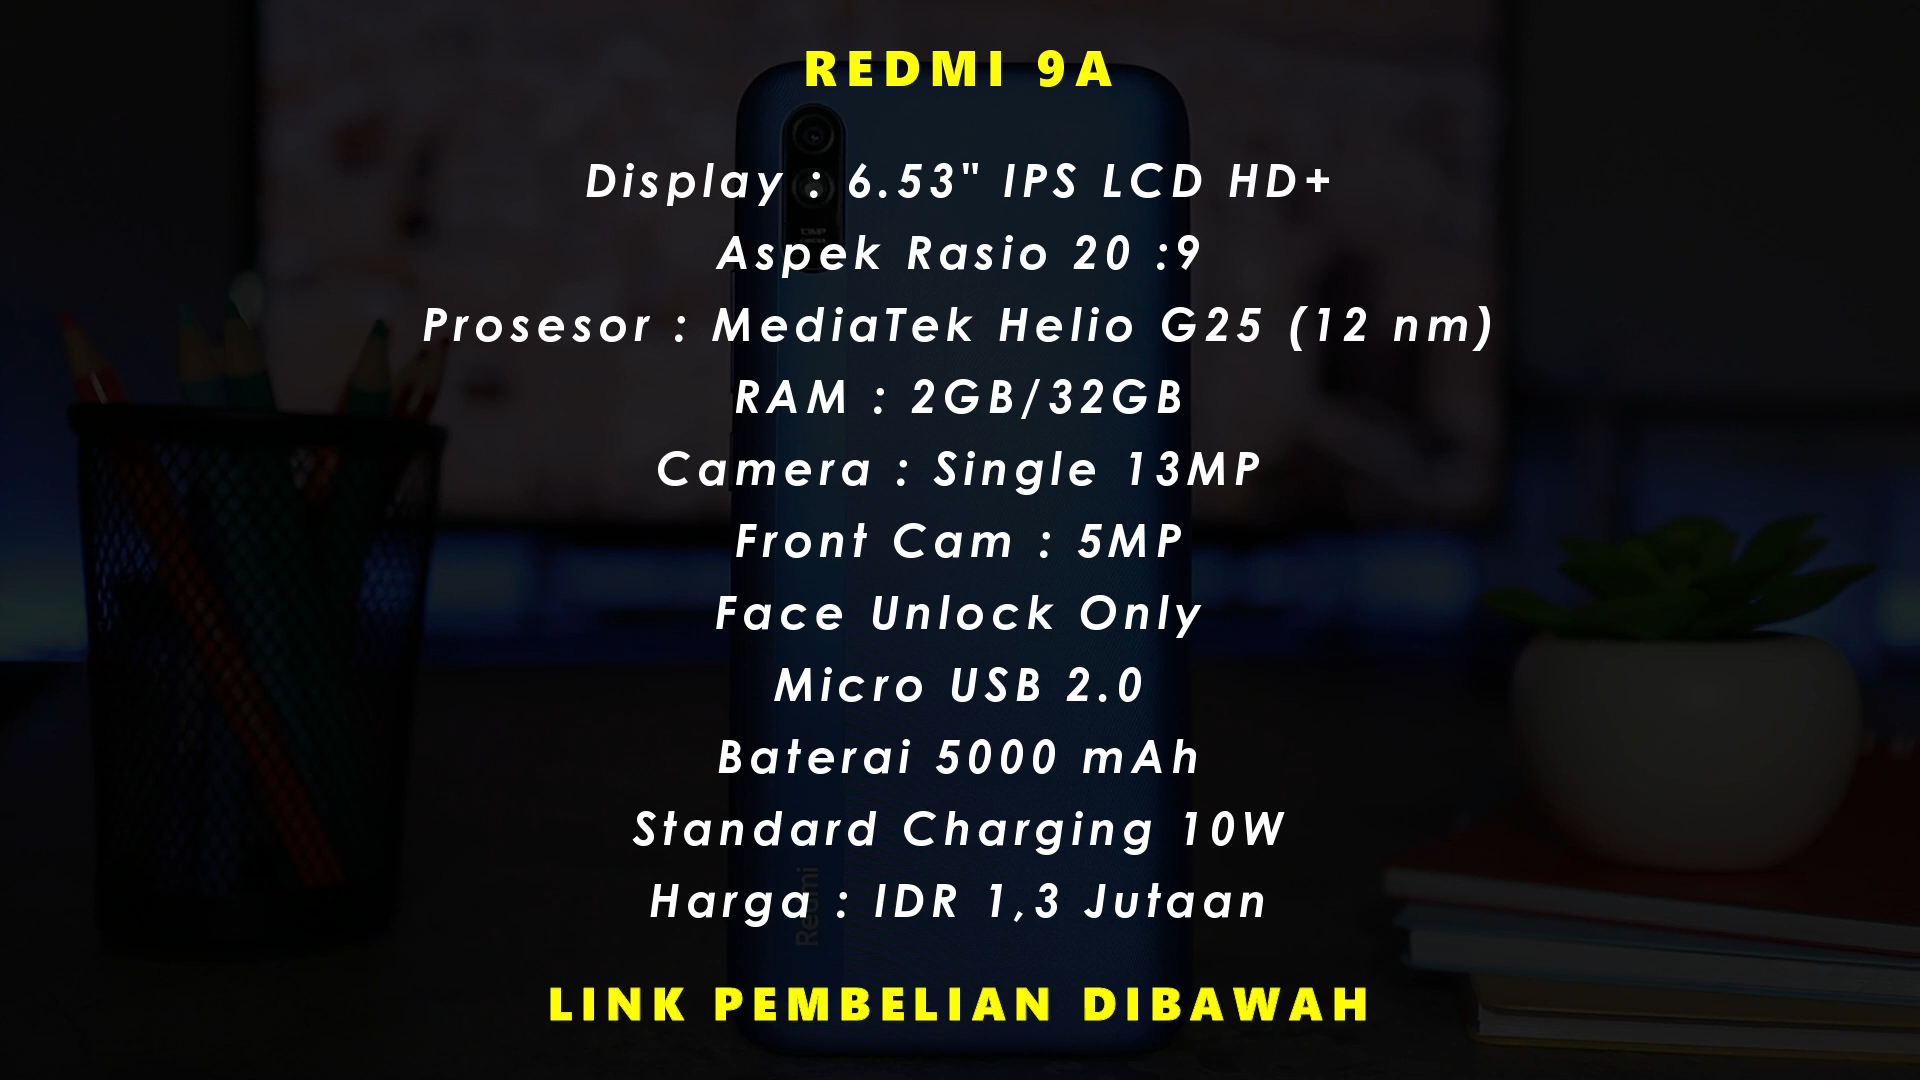 REDMI 9A
Display : 6.53" IPS LCD HD+
Aspek Rasio 20 :9
Prosesor : MediaTek Helio G25 (12 nm)
RAM : 2GB/32GB
Camera : Single 13MP
Front Cam : 5MP
Face Unlock Only
Micro USB 2.0
Baterai 5000 mAh
Standard Charging 10W
Harga : IDR 1,3 Jutaan
Redmi
LINK PEMBELIAN DIBAWAH